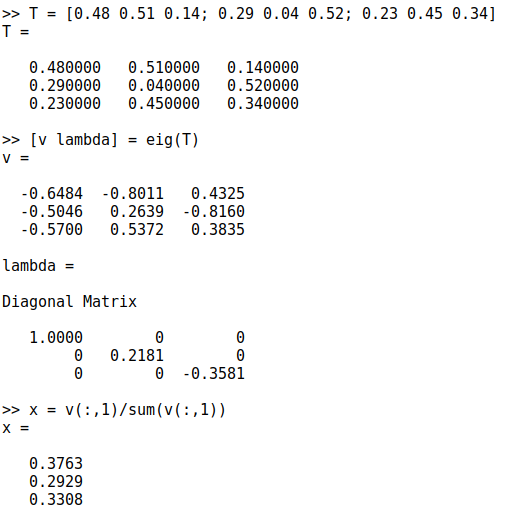 >> T = [0.48 0.51 0.14; 0.29 0.04 0.52; 0.23 0.45 0.34]
T =
0.480000 0.510000 0.140000
0.290000 0.040000 0.520000
0.230000 0.450000 0.340000
>> [v lambda] = eig(T)
v =
-0.6484 -0.8011 0.4325
-0.5046 0.2639 -0.8160
-0.5700 0.5372 0.3835
lambda =
Diagonal Matrix
1.0000 0 0
0 0.2181 0
0 0 -0.3581
>> x = v(:,1)/sum(v(:,1))
x =
0.3763
0.2929
0.3308